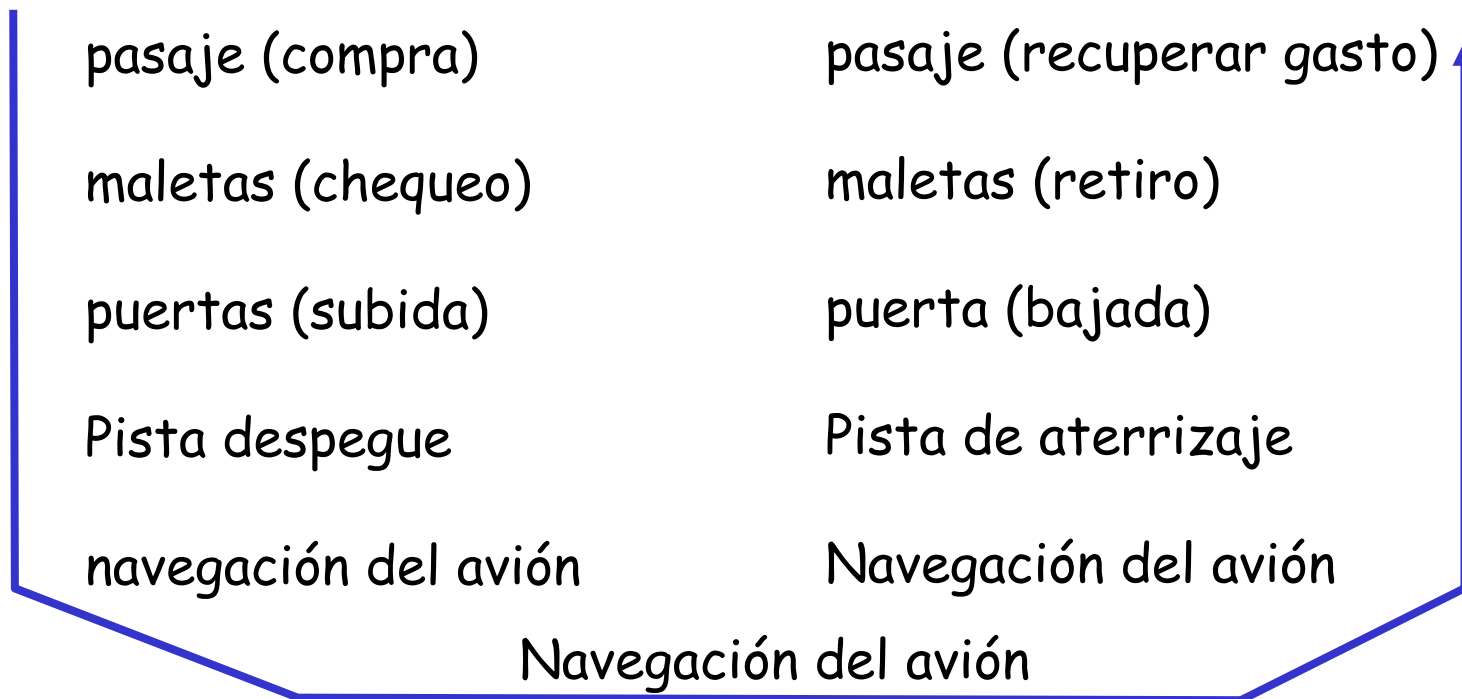 pasaje (compra)
maletas (chequeo)
puertas (subida)
Pista despegue
navegación del avión
pasaje (recuperar gasto)
maletas (retiro)
puerta (bajada)
Pista de aterrizaje
Navegación del avión
Navegación del avión